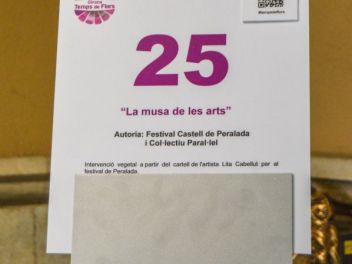 Girona
Temps de Flors
#tempsdeflors
25
“La musa de les arts”
Autoria: Festival Castell de Peralada
i Col·lectiu Paral·lel
Intervenció vegetal a partir del cartell de l'artista Lita Cabellut per al
festival de Peralada.